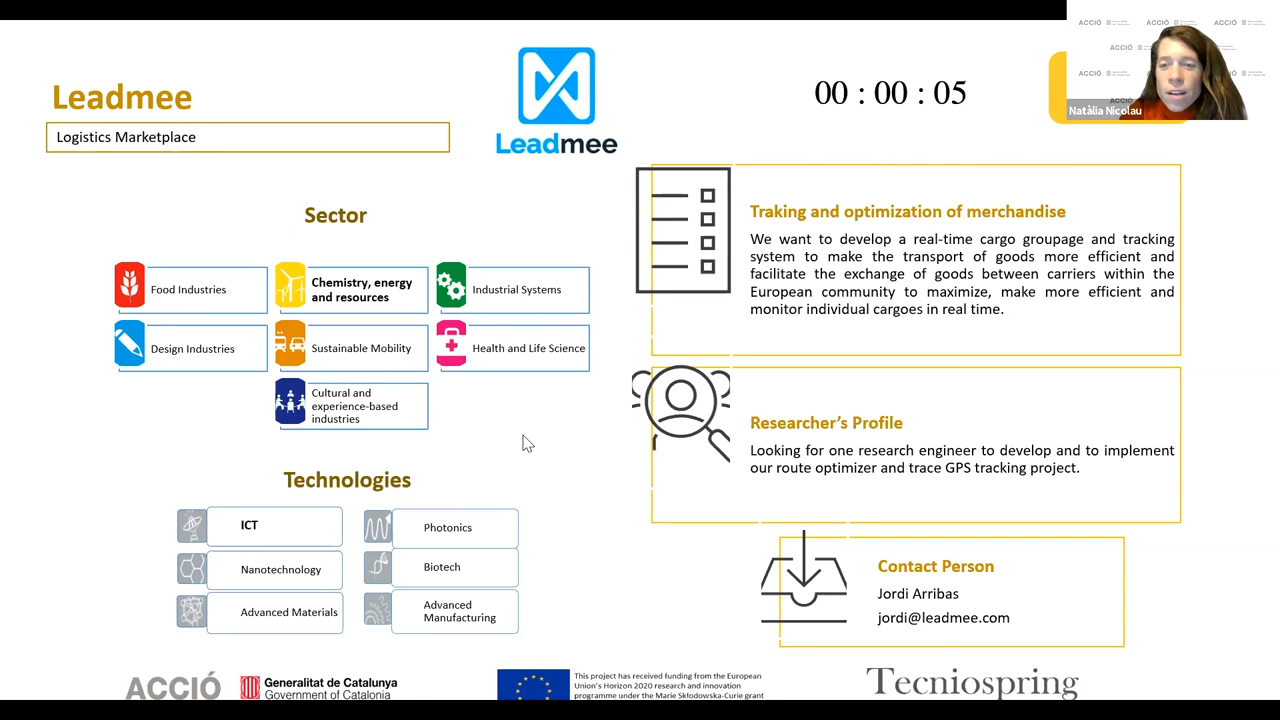 Leadmee
Logistics Marketplace
Leadmee
00 : 00 : 05
ACCIÓ
ACCIÓ
ACCIÓ
ACCIÓ
ACCIÓ
ACCIÓ
ACCIÓ
Natàlia Nicolau
Sector
Food Industries
Chemistry, energy
and resources
Industrial Systems
Design Industries
Sustainable Mobility
Health and Life Science
Cultural and
experience-based
industries
Technologies
ICT
Photonics
Nanotechnology
Biotech
Advanced Materials
Advanced
Manufacturing
Traking and optimization of merchandise
We want to develop a real-time cargo groupage and tracking
system to make the transport of goods more efficient and
facilitate the exchange of goods between carriers within the
European community to maximize, make more efficient and
monitor individual cargoes in real time.
Researcher's Profile
Looking for one research engineer to develop and to implement
our route optimizer and trace GPS tracking project.
Contact Person
Jordi Arribas
jordi@leadmee.com
ACCIÓ
Generalitat de Catalunya
Government of Catalonia
This project has received funding from the European
Union's Horizon 2020 research and innovation
programme under the Marie Skłodowska-Curie grant
Tecniospring